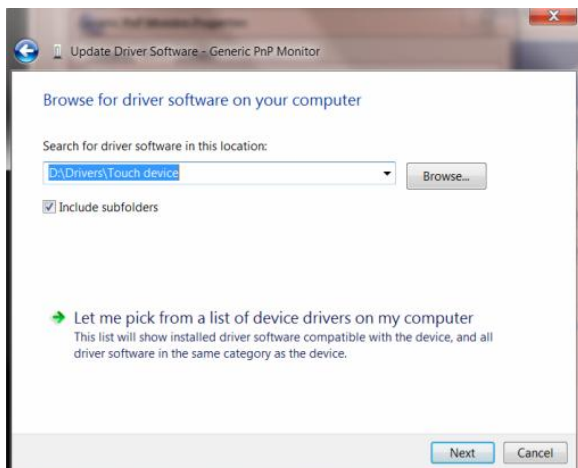 Update Driver Software - Generic PnP Monitor
Browse for driver software on your computer
Search for driver software in this location:
D:\Drivers\Touch device
Browse...
Include subfolders
Let me pick from a list of device drivers on my computer
This list will show installed driver software compatible with the device, and all
driver software in the same category as the device.
Next
Cancel